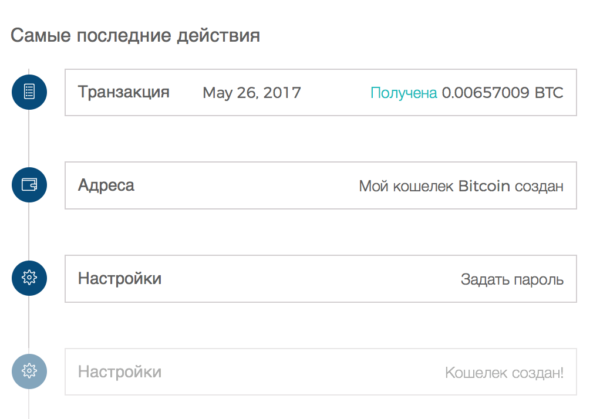 Самые последние действия
Транзакция May 26, 2017 Получена 0.00657009 BTC
Адреса Мой кошелек Bitcoin создан
Настройки Задать пароль
Настройки Кошелек создан!